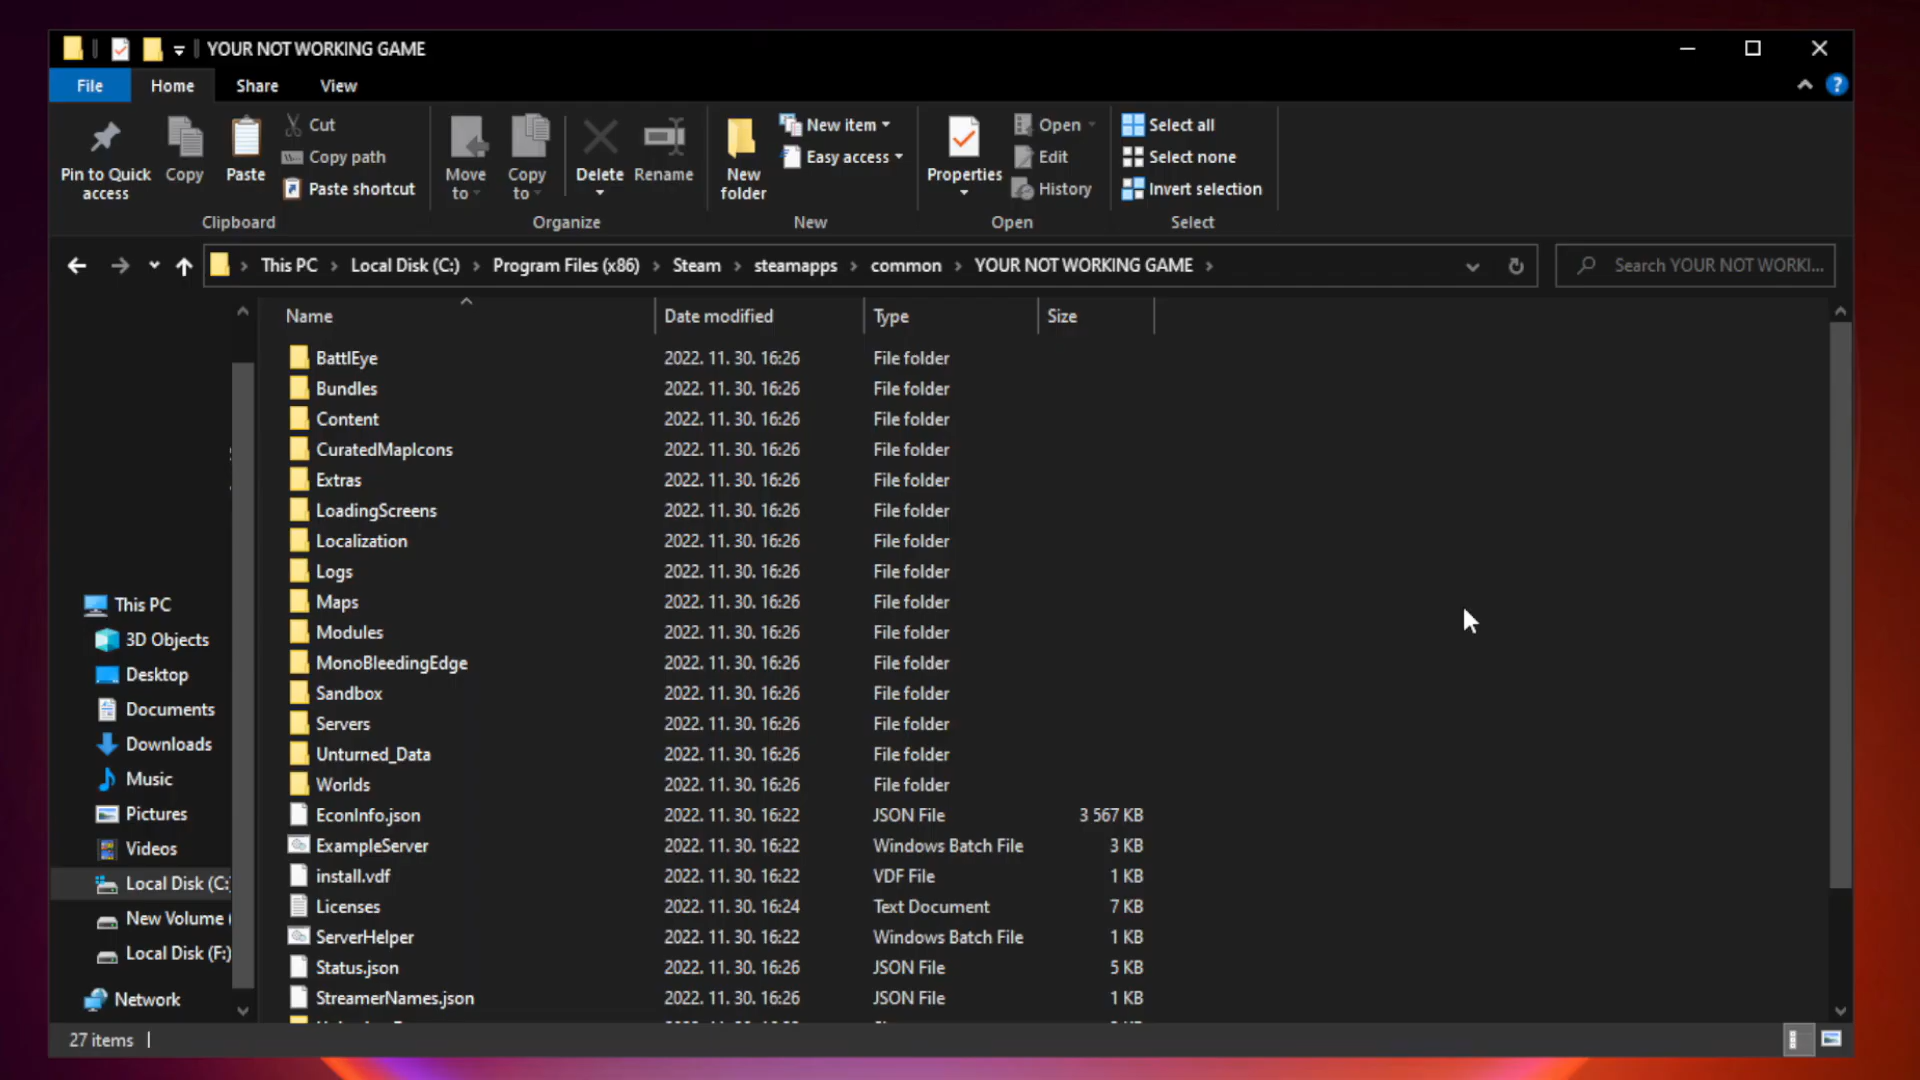 YOUR NOT WORKING GAME
File Home Share View
Pin to Quick access
Copy
Paste
Cut
Copy path
Paste shortcut
Clipboard
Move to
Copy to
Delete
Rename
Organize
New folder
New item
Easy access
New
Properties
Open
Edit
History
Open
Select all
Select none
Invert selection
Select
This PC Local Disk (C:) Program Files (x86) Steam steamapps common YOUR NOT WORKING GAME
Search YOUR NOT WORKI...
This PC
3D Objects
Desktop
Documents
Downloads
Music
Pictures
Videos
Local Disk (C:
New Volume (
Local Disk (F:)
Network
Name Date modified Type Size
BattlEye 2022. 11. 30. 16:26 File folder
Bundles 2022. 11. 30. 16:26 File folder
Content 2022. 11. 30. 16:26 File folder
CuratedMapIcons 2022. 11. 30. 16:26 File folder
Extras 2022. 11. 30. 16:26 File folder
LoadingScreens 2022. 11. 30. 16:26 File folder
Localization 2022. 11. 30. 16:26 File folder
Logs 2022. 11. 30. 16:26 File folder
Maps 2022. 11. 30. 16:26 File folder
Modules 2022. 11. 30. 16:26 File folder
MonoBleedingEdge 2022. 11. 30. 16:26 File folder
Sandbox 2022. 11. 30. 16:26 File folder
Servers 2022. 11. 30. 16:26 File folder
Unturned_Data 2022. 11. 30. 16:26 File folder
Worlds 2022. 11. 30. 16:26 File folder
EconInfo.json 2022. 11. 30. 16:22 JSON File 3 567 KB
ExampleServer 2022. 11. 30. 16:22 Windows Batch File 3 KB
install.vdf 2022. 11. 30. 16:22 VDF File 1 KB
Licenses 2022. 11. 30. 16:24 Text Document 7 KB
ServerHelper 2022. 11. 30. 16:22 Windows Batch File 1 KB
Status.json 2022. 11. 30. 16:26 JSON File 5 KB
StreamerNames.json 2022. 11. 30. 16:26 JSON File 1 KB
27 items